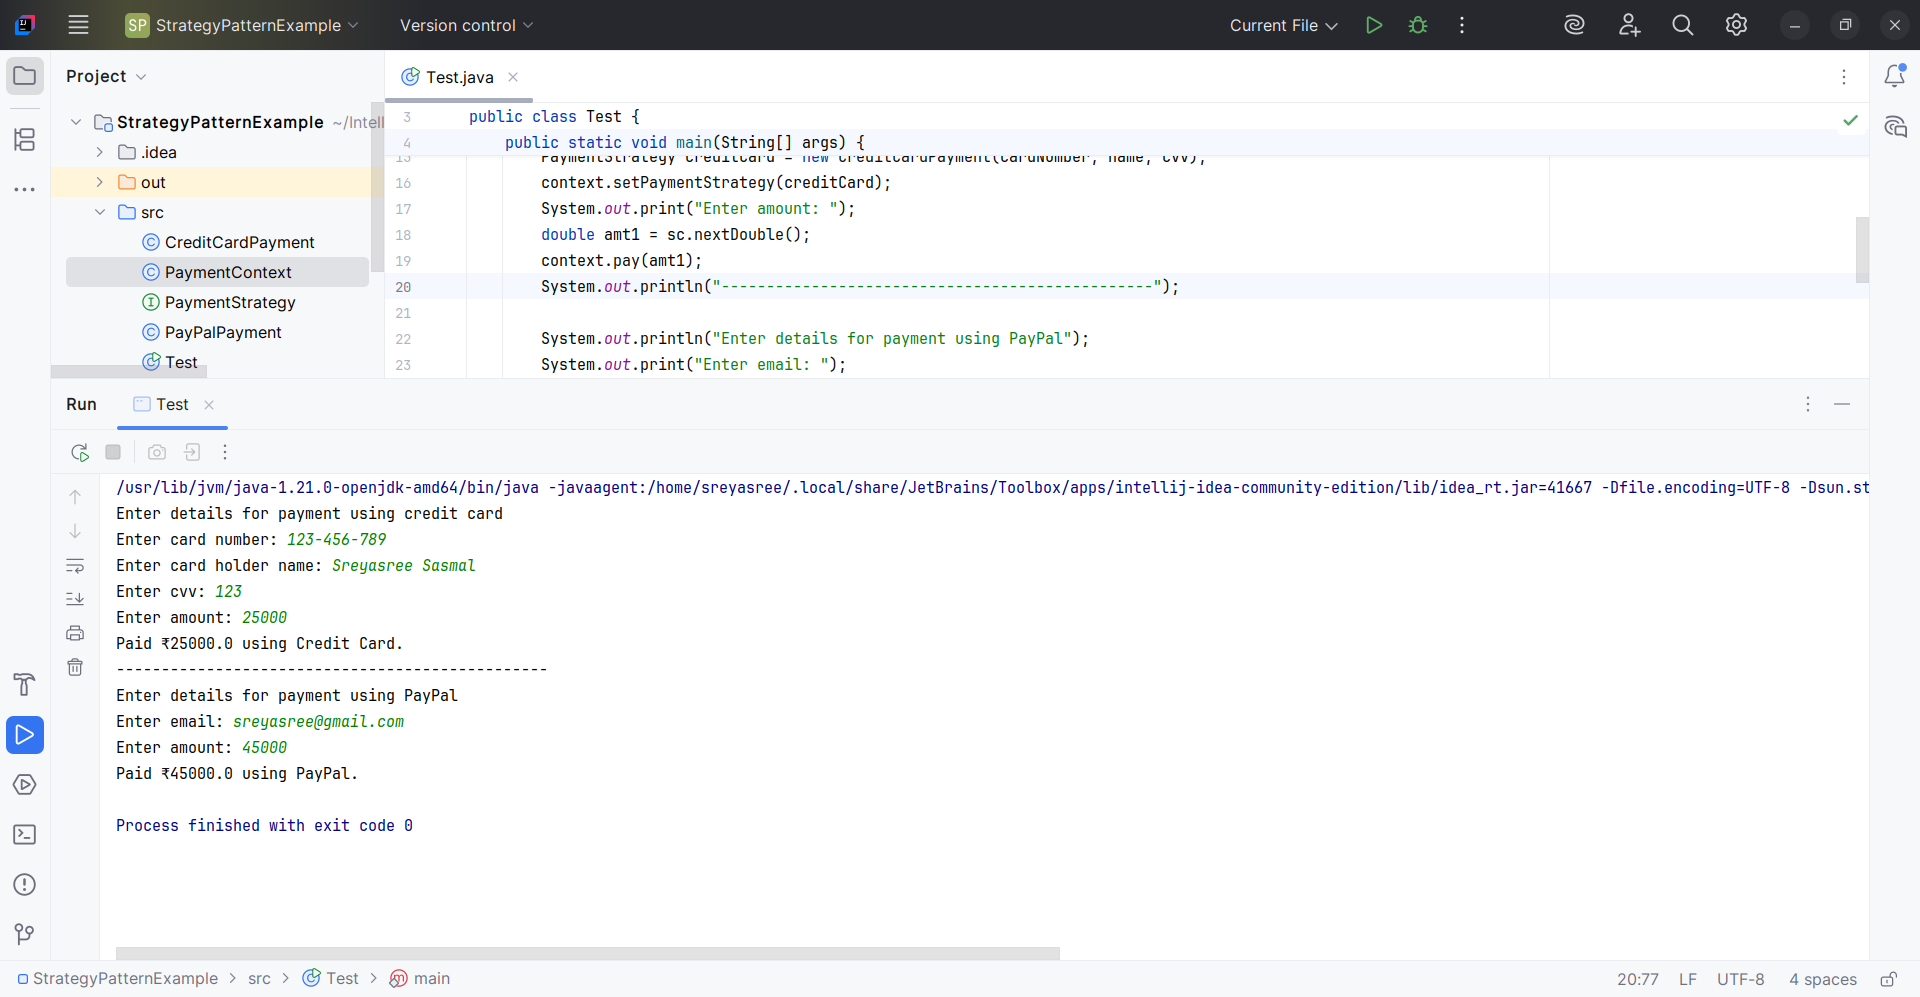 SP StrategyPatternExample Version control Current File
Project
Test.java
StrategyPatternExample ~/Intell
.idea
out
src
CreditCardPayment
PaymentContext
PaymentStrategy
PayPalPayment
Test
3 public class Test {
4 public static void main(String[] args) {
15 PaymentStrategy creditCard = new CreditCardPayment(cardNumber, name, cvv);
16 context.setPaymentStrategy(creditCard);
17 System.out.print("Enter amount: ");
18 double amt1 = sc.nextDouble();
19 context.pay(amt1);
20 System.out.println("------------------------------------------------");
21
22 System.out.println("Enter details for payment using PayPal");
23 System.out.print("Enter email: ");
Run Test
/usr/lib/jvm/java-1.21.0-openjdk-amd64/bin/java -javaagent:/home/sreyasree/.local/share/JetBrains/Toolbox/apps/intellij-idea-community-edition/lib/idea_rt.jar=41667 -Dfile.encoding=UTF-8 -Dsun.st
Enter details for payment using credit card
Enter card number: 123-456-789
Enter card holder name: Sreyasree Sasmal
Enter cvv: 123
Enter amount: 25000
Paid ₹25000.0 using Credit Card.
------------------------------------------------
Enter details for payment using PayPal
Enter email: sreyasree@gmail.com
Enter amount: 45000
Paid ₹45000.0 using PayPal.
Process finished with exit code 0
StrategyPatternExample > src > Test > main 20:77 LF UTF-8 4 spaces